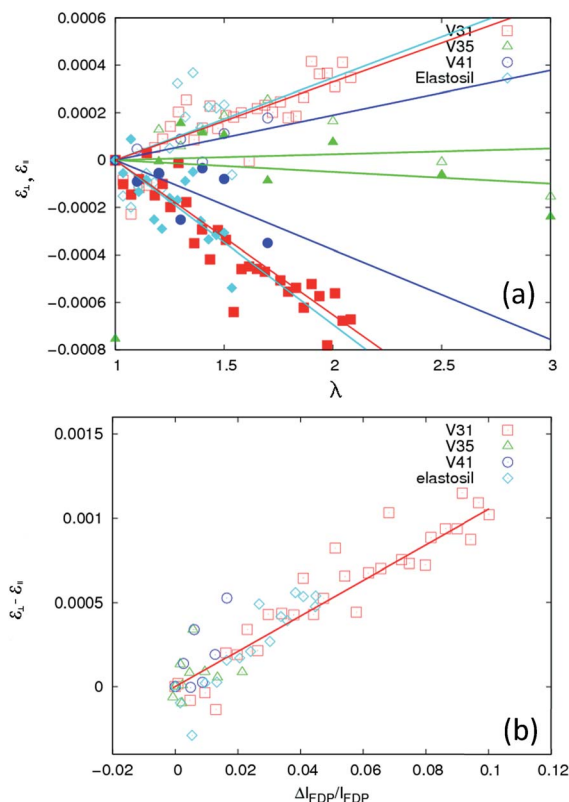 (a)
0.0006
0.0004
0.0002
0
-0.0002
-0.0004
-0.0006
-0.0008
ε⊥, ε∥
V31
V35
V41
Elastosil
1
1.5
2
2.5
3
λ
(b)
0.0015
0.001
0.0005
0
ε⊥- ε∥
V31
V35
V41
elastosil
-0.02
0
0.02
0.04
0.06
0.08
0.1
0.12
ΔI_FDP/I_FDP